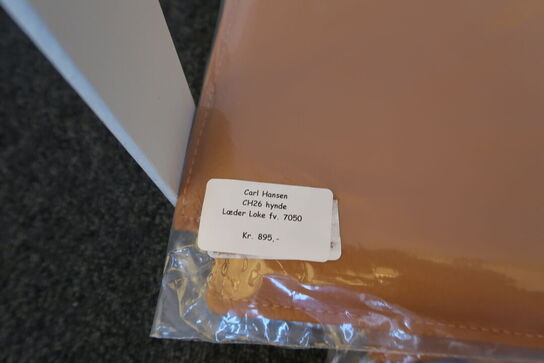 Carl Hansen
CH26 hynde
Læder Loke fv. 7050
Kr. 895,-